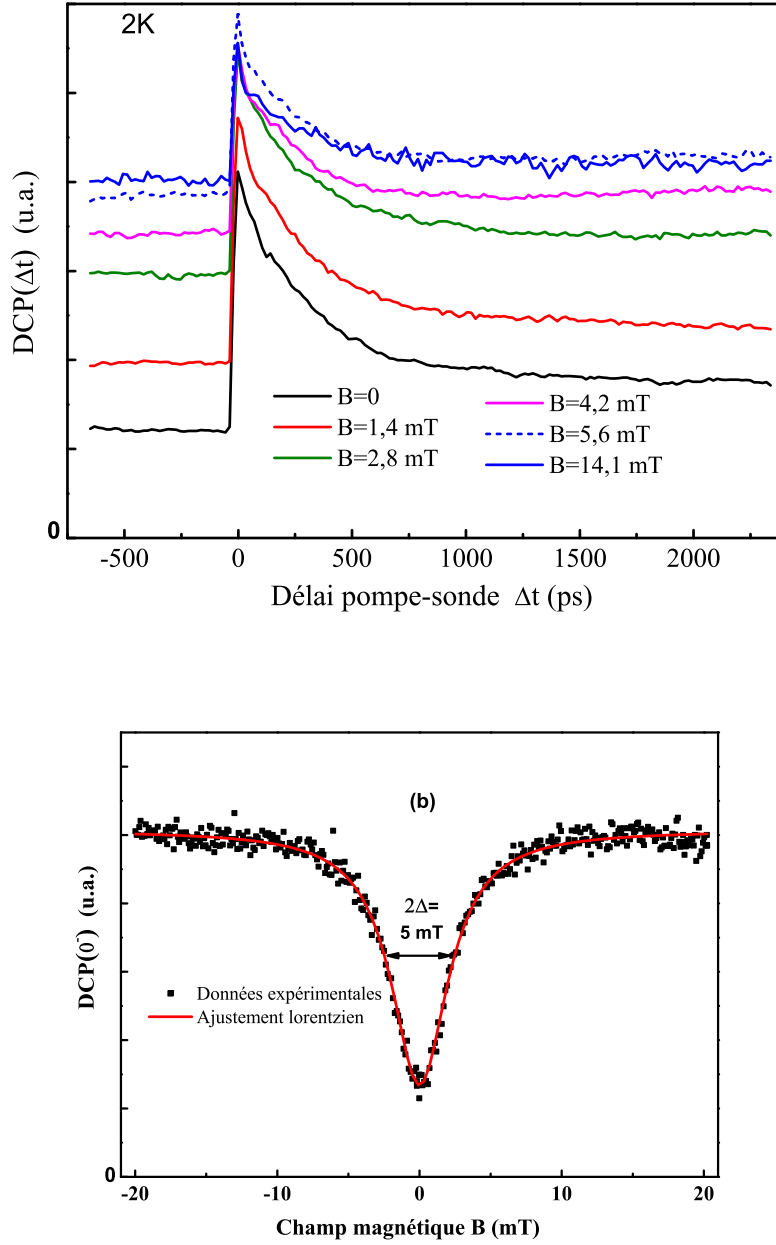 2K
DCP(Δt) (u.a.)
B=0
B=1,4 mT
B=2,8 mT
B=4,2 mT
B=5,6 mT
B=14,1 mT
0
-500 0 500 1000 1500 2000
Délai pompe-sonde Δt (ps)
(b)
DCP(0⁻) (u.a.)
2Δ=
5 mT
Données expérimentales
Ajustement lorentzien
0
-20 -10 0 10 20
Champ magnétique B (mT)